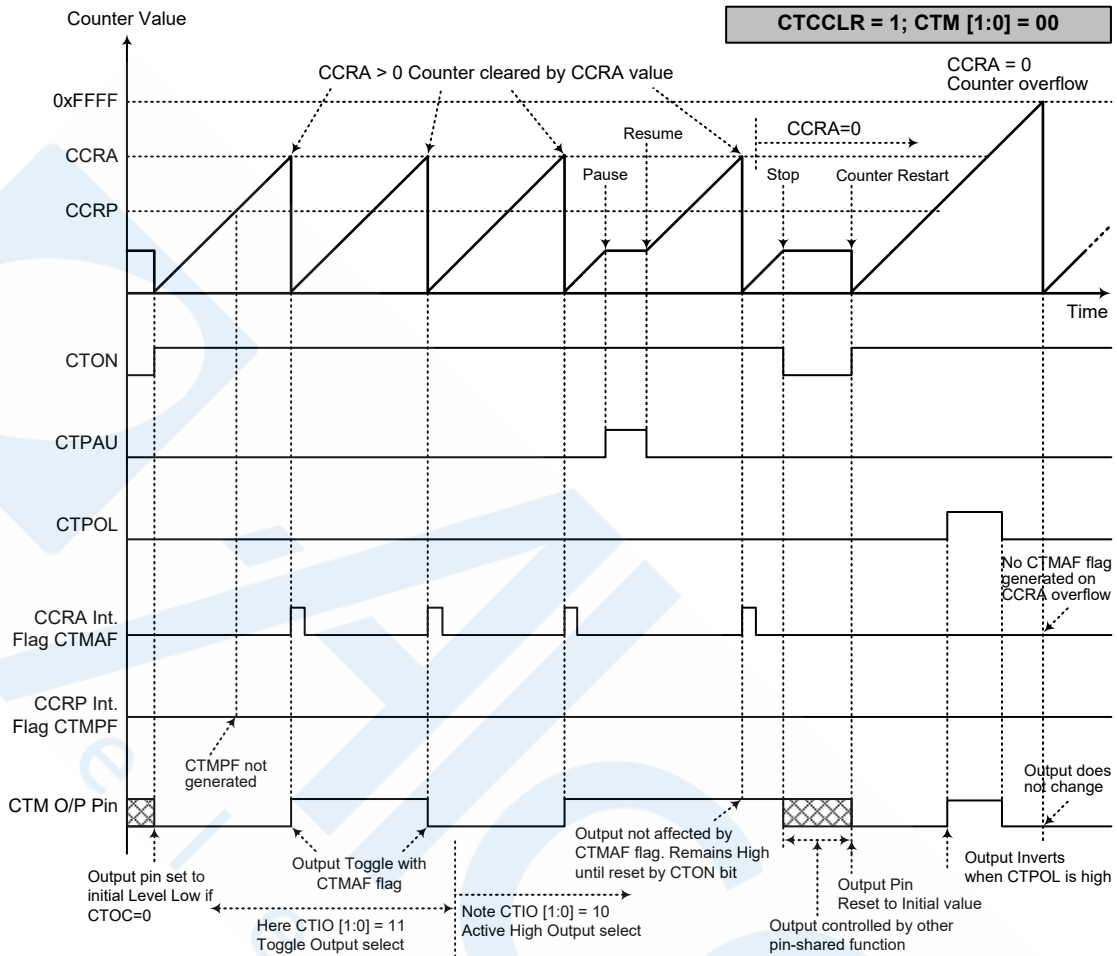 Counter Value
CTCCLR = 1; CTM [1:0] = 00
CCRA > 0 Counter cleared by CCRA value
CCRA = 0
Counter overflow
0xFFFF
Resume
CCRA=0
CCRA
Pause
Stop
Counter Restart
CCRP
Time
CTON
CTPAU
CTPOL
No CTMAF flag
generated on
CCRA overflow
CCRA Int.
Flag CTMAF
CCRP Int.
Flag CTMPF
CTMPF not
generated
Output does
not change
CTM O/P Pin
Output pin set to
initial Level Low if
CTOC=0
Output Toggle with
CTMAF flag
Output not affected by
CTMAF flag. Remains High
until reset by CTON bit
Output Inverts
when CTPOL is high
Output Pin
Reset to Initial value
Here CTIO [1:0] = 11
Toggle Output select
Note CTIO [1:0] = 10
Active High Output select
Output controlled by other
pin-shared function